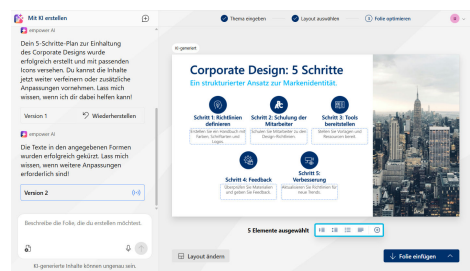 Mit KI erstellen
Thema eingeben
Layout auswählen
3 Folie optimieren
empower AI
Dein 5-Schritte-Plan zur Einhaltung
des Corporate Designs wurde
erfolgreich erstellt und mit passenden
Icons versehen. Du kannst die Inhalte
jetzt weiter verfeinern oder zusätzliche
Anpassungen vornehmen. Lass mich
wissen, wenn ich dir dabei helfen kann!
Version 1
Wiederherstellen
empower AI
Die Texte in den angegebenen Formen
wurden erfolgreich gekürzt. Lass mich
wissen, wenn weitere Anpassungen
erforderlich sind!
Version 2
Beschreibe die Folie, die du erstellen möchtest.
KI-generierte Inhalte können ungenau sein.
KI-generiert
Corporate Design: 5 Schritte
Ein strukturierter Ansatz zur Markenidentität.
Schritt 1: Richtlinien
definieren
Erstellen Sie ein Handbuch mit
Farben, Schriftarten und
Logos.
Schritt 2: Schulung der
Mitarbeiter
Schulen Sie Mitarbeiter zu den
Design-Richtlinien.
Schritt 3: Tools
bereitstellen
Stellen Sie Vorlagen und
Ressourcen bereit.
Schritt 4: Feedback
Überprüfen Sie Materialien
und geben Sie Feedback.
Schritt 5:
Verbesserung
Aktualisieren Sie Richtlinien für
neue Trends.
5 Elemente ausgewählt
Layout ändern
Folie einfügen